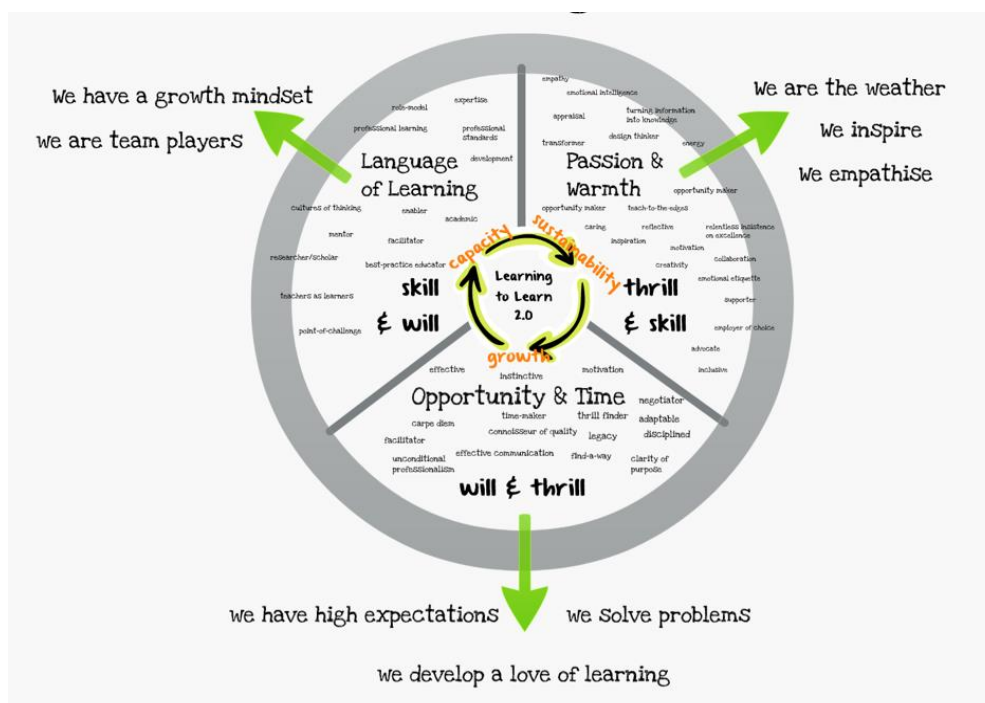 We have a growth mindset
we are team players
We are the weather
We inspire
We empathise
role-model
expertise
professional learning
professional
standards
development
Language
of Learning
cultures of thinking
enabler
academic
mentor
facilitator
researcher/scholar
best-practice educator
teachers as learners
skill
& will
point-of-challenge
empathy
emotional intelligence
appraisal
turning information
into knowledge
design thinker
transformer
energy
Passion &
Warmth
opportunity maker
opportunity maker
teach-to-the-edges
caring
reflective
relentless insistence
on excellence
inspiration
motivation
collaboration
creativity
emotional etiquette
thrill
& skill
supporter
employer of choice
advocate
inclusive
capacity
sustainability
growth
Learning
to Learn
2.0
effective
instinctive
motivation
Opportunity & Time
negotiator
time-maker
thrill finder
adaptable
carpe diem
connoisseur of quality
legacy
disciplined
facilitator
unconditional
professionalism
effective communication
find-a-way
clarity of
purpose
will & thrill
we have high expectations
we solve problems
we develop a love of learning